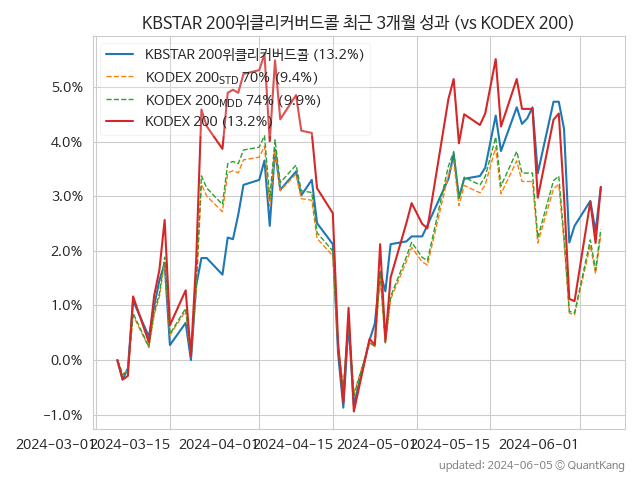 KBSTAR 200위클리커버드콜 최근 3개월 성과 (vs KODEX 200)
KBSTAR 200위클리커버드콜 (13.2%)
KODEX 200STD 70% (9.4%)
KODEX 200MDD 74% (9.9%)
KODEX 200 (13.2%)
5.0%
4.0%
3.0%
2.0%
1.0%
0.0%
−1.0%
2024-03-01 2024-03-15 2024-04-01 2024-04-15 2024-05-01 2024-05-15 2024-06-01
updated: 2024-06-05 © QuantKang